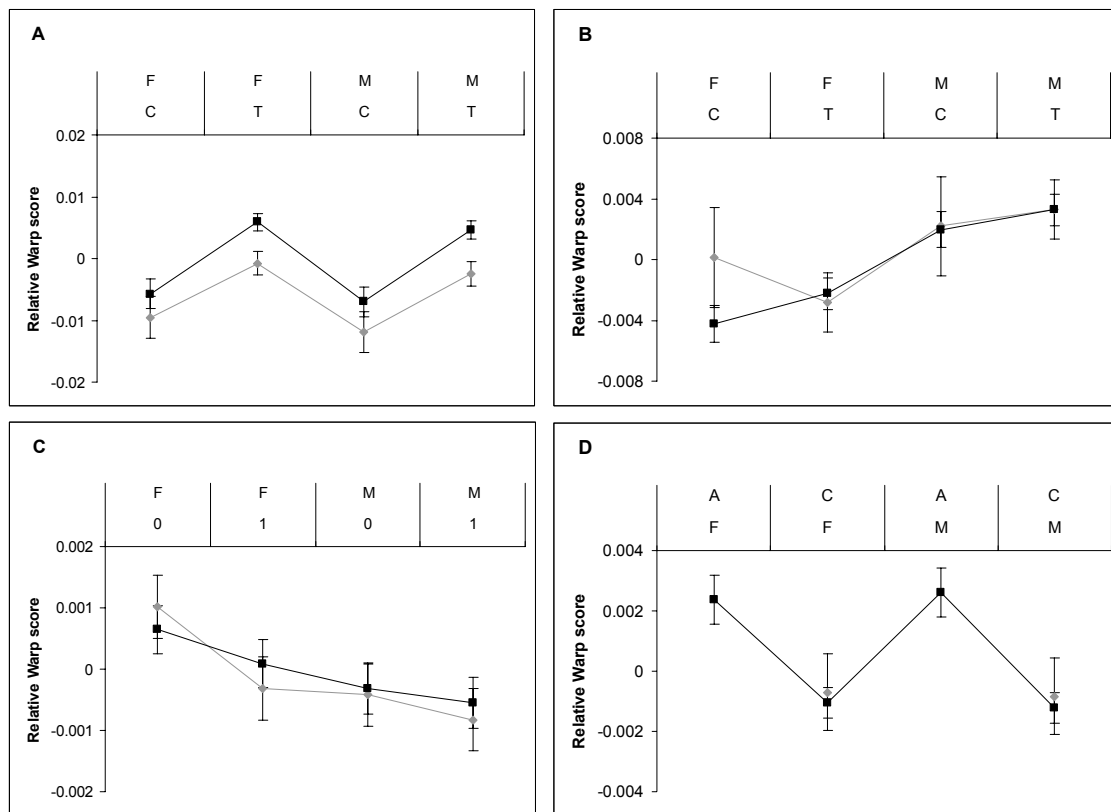 A
F F M M
C T C T
0.02
0.01
0
-0.01
-0.02
Relative Warp score
B
F F M M
C T C T
0.008
0.004
0
-0.004
-0.008
Relative Warp score
C
F F M M
0 1 0 1
0.002
0.001
0
-0.001
-0.002
Relative Warp score
D
A C A C
F F M M
0.004
0.002
0
-0.002
-0.004
Relative Warp score